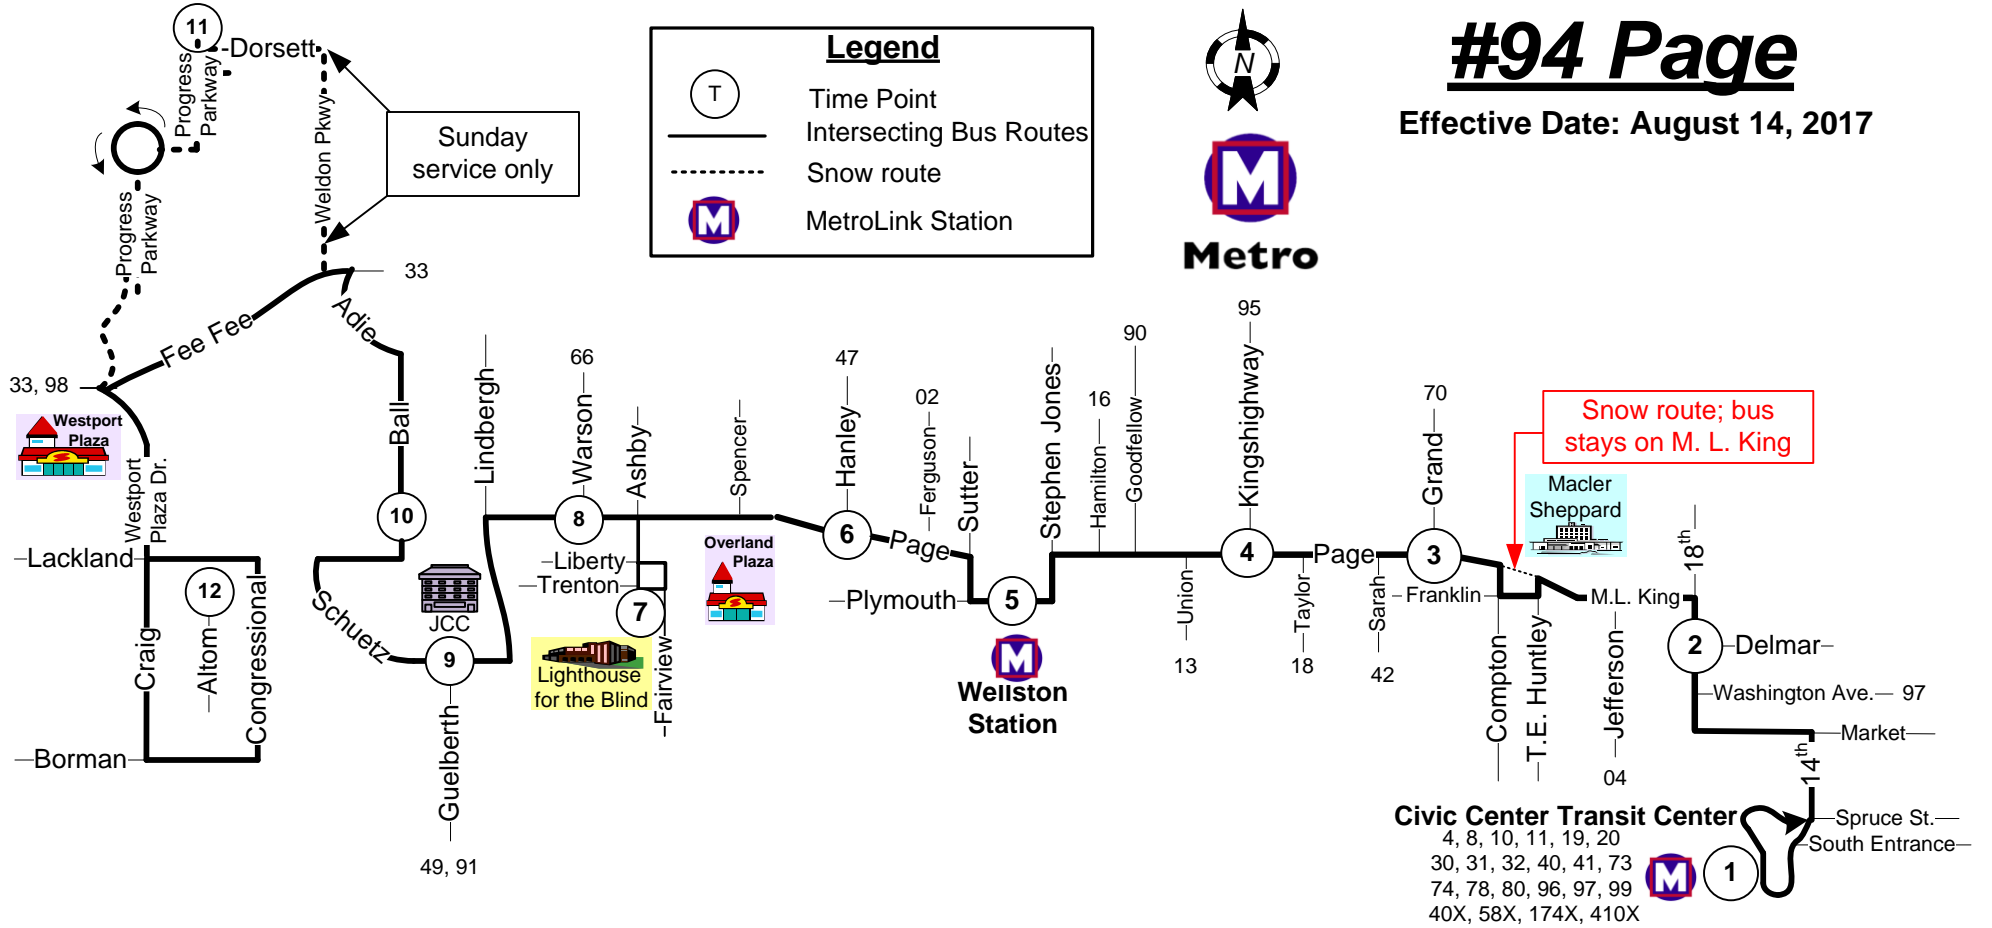 #94 Page
Effective Date: August 14, 2017
N
M
Metro
Legend
T
Time Point
Intersecting Bus Routes
Snow route
M
MetroLink Station
11
Dorsett
Progress
Parkway
Weldon Pkwy
Sunday
service only
Progress
Parkway
33
Fee Fee
Adie
33, 98
Westport
Plaza
Westport
Plaza Dr.
Lackland
12
Altom
Craig
Congressional
Borman
Ball
10
Schuetz
JCC
9
Guelberth
49, 91
Lindbergh
66
Warson
8
Ashby
Liberty
Trenton
7
Lighthouse
for the Blind
Fairview
Spencer
Overland
Plaza
47
Hanley
6
02
Ferguson
Page
Sutter
Plymouth
5
M
Wellston
Station
Stephen Jones
16
Hamilton
90
Goodfellow
Union
13
95
Kingshighway
4
Taylor
18
Page
Sarah
42
70
Grand
3
Franklin
Snow route; bus
stays on M. L. King
Macler
Sheppard
Compton
T.E. Huntley
M.L. King
Jefferson
04
18th
2
Delmar
Washington Ave.
97
Market
14th
Spruce St.
South Entrance
Civic Center Transit Center
4, 8, 10, 11, 19, 20
30, 31, 32, 40, 41, 73
74, 78, 80, 96, 97, 99
40X, 58X, 174X, 410X
M
1